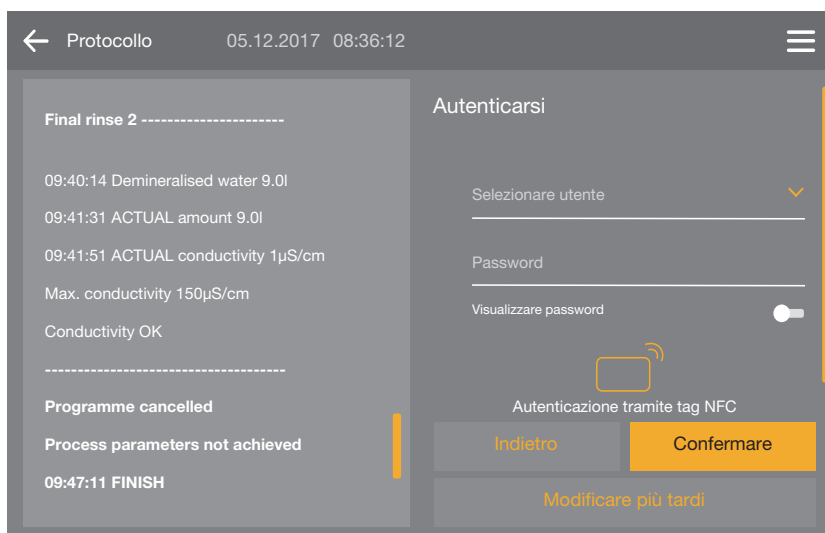 Protocollo 05.12.2017 08:36:12
Final rinse 2 ----------------------
09:40:14 Demineralised water 9.0l
09:41:31 ACTUAL amount 9.0l
09:41:51 ACTUAL conductivity 1µS/cm
Max. conductivity 150µS/cm
Conductivity OK
-------------------------------------
Programme cancelled
Process parameters not achieved
09:47:11 FINISH
Autenticarsi
Selezionare utente
Password
Visualizzare password
Autenticazione tramite tag NFC
Indietro Confermare
Modificare più tardi